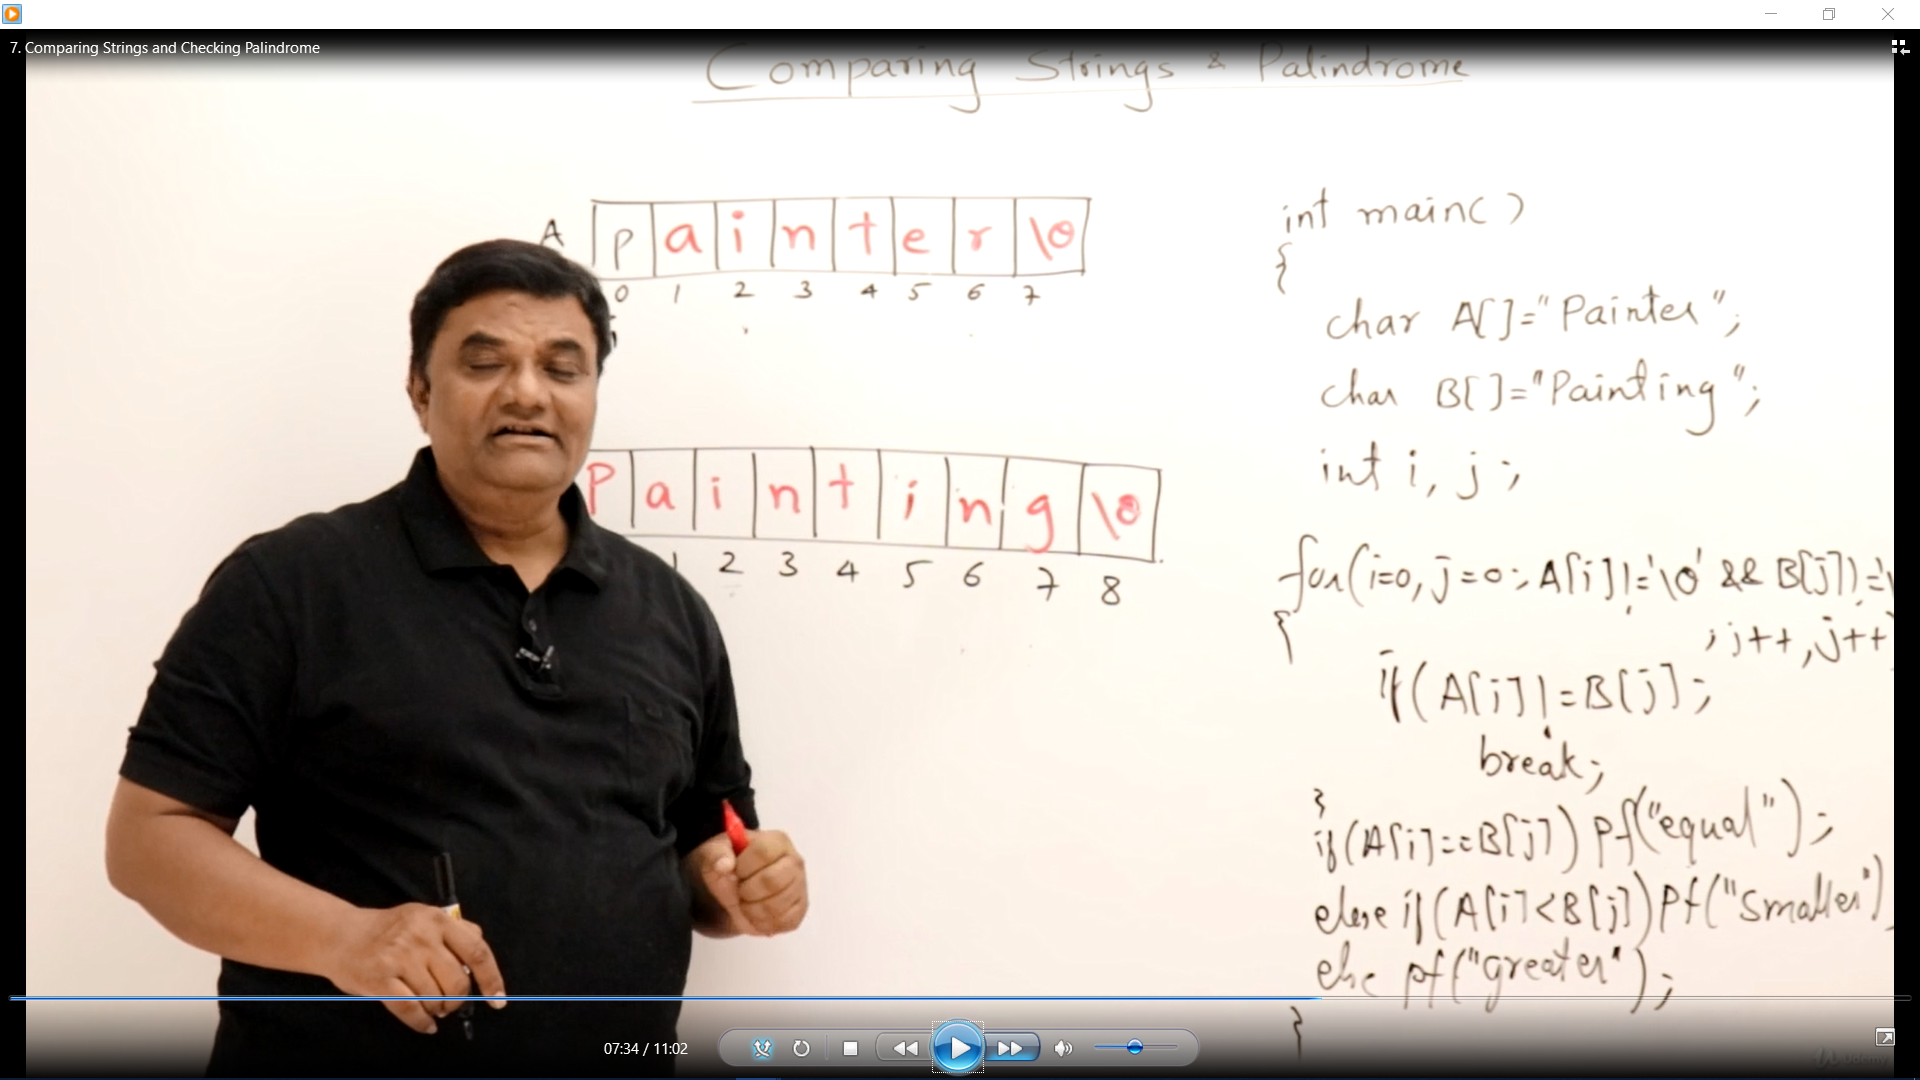 7. Comparing Strings and Checking Palindrome
Comparing Strings & Palindrome
A p a i n t e r \0
0 1 2 3 4 5 6 7
P a i n t i n g \0
1 2 3 4 5 6 7 8
int main()
{
char A[]="Painter";
char B[]="Painting";
int i, j;
for(i=0, j=0; A[i]!='\0' && B[j]!='\
; i++, j++
{
if(A[i]!=B[j];
break;
}
if(A[i]==B[j]) pf("equal");
else if(A[i]<B[j]) pf("smaller")
else pf("greater");
}
07:34 / 11:02
Udemy